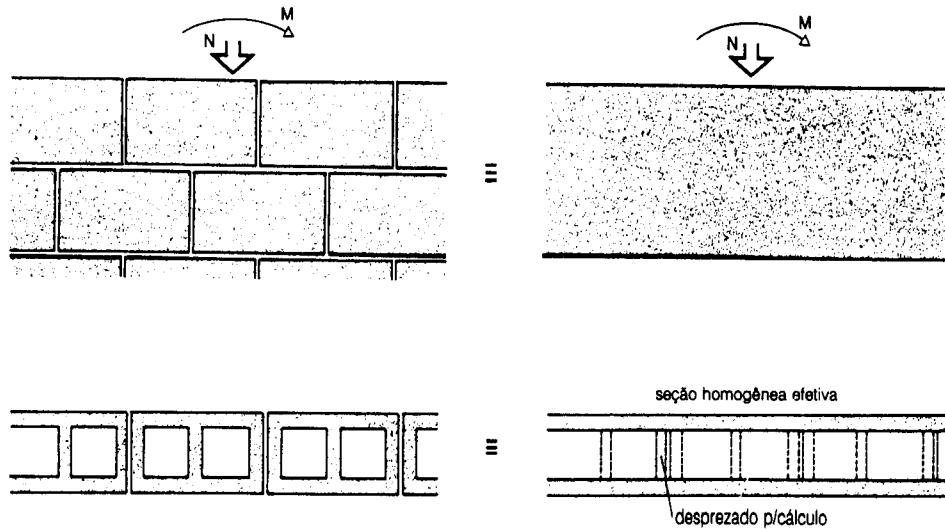 M
N
M
N
≡
seção homogênea efetiva
≡
desprezado p/cálculo